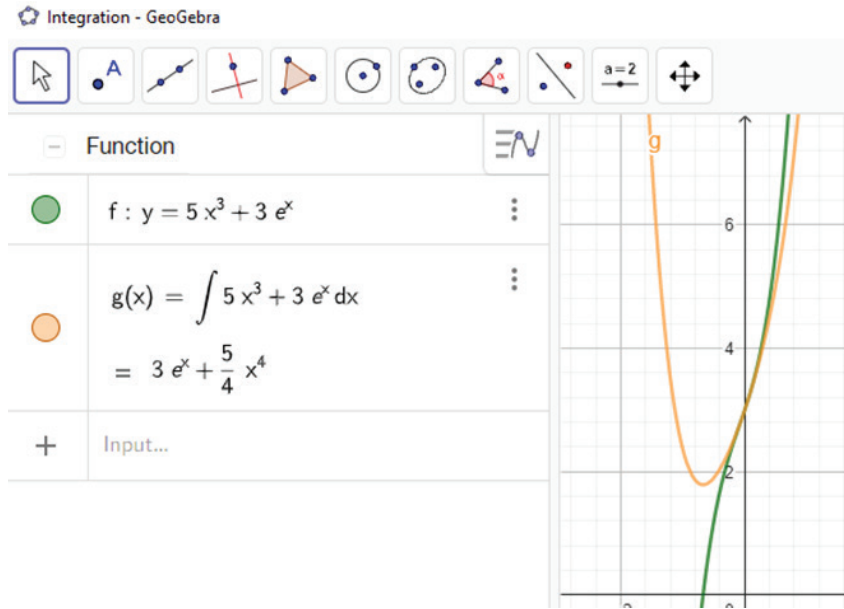 Integration - GeoGebra
A
α
a = 2
− Function
f : y = 5 x³ + 3 eˣ
g(x) = ∫ 5 x³ + 3 eˣ dx
= 3 eˣ + 5/4 x⁴
+ Input...
g
6
4
2